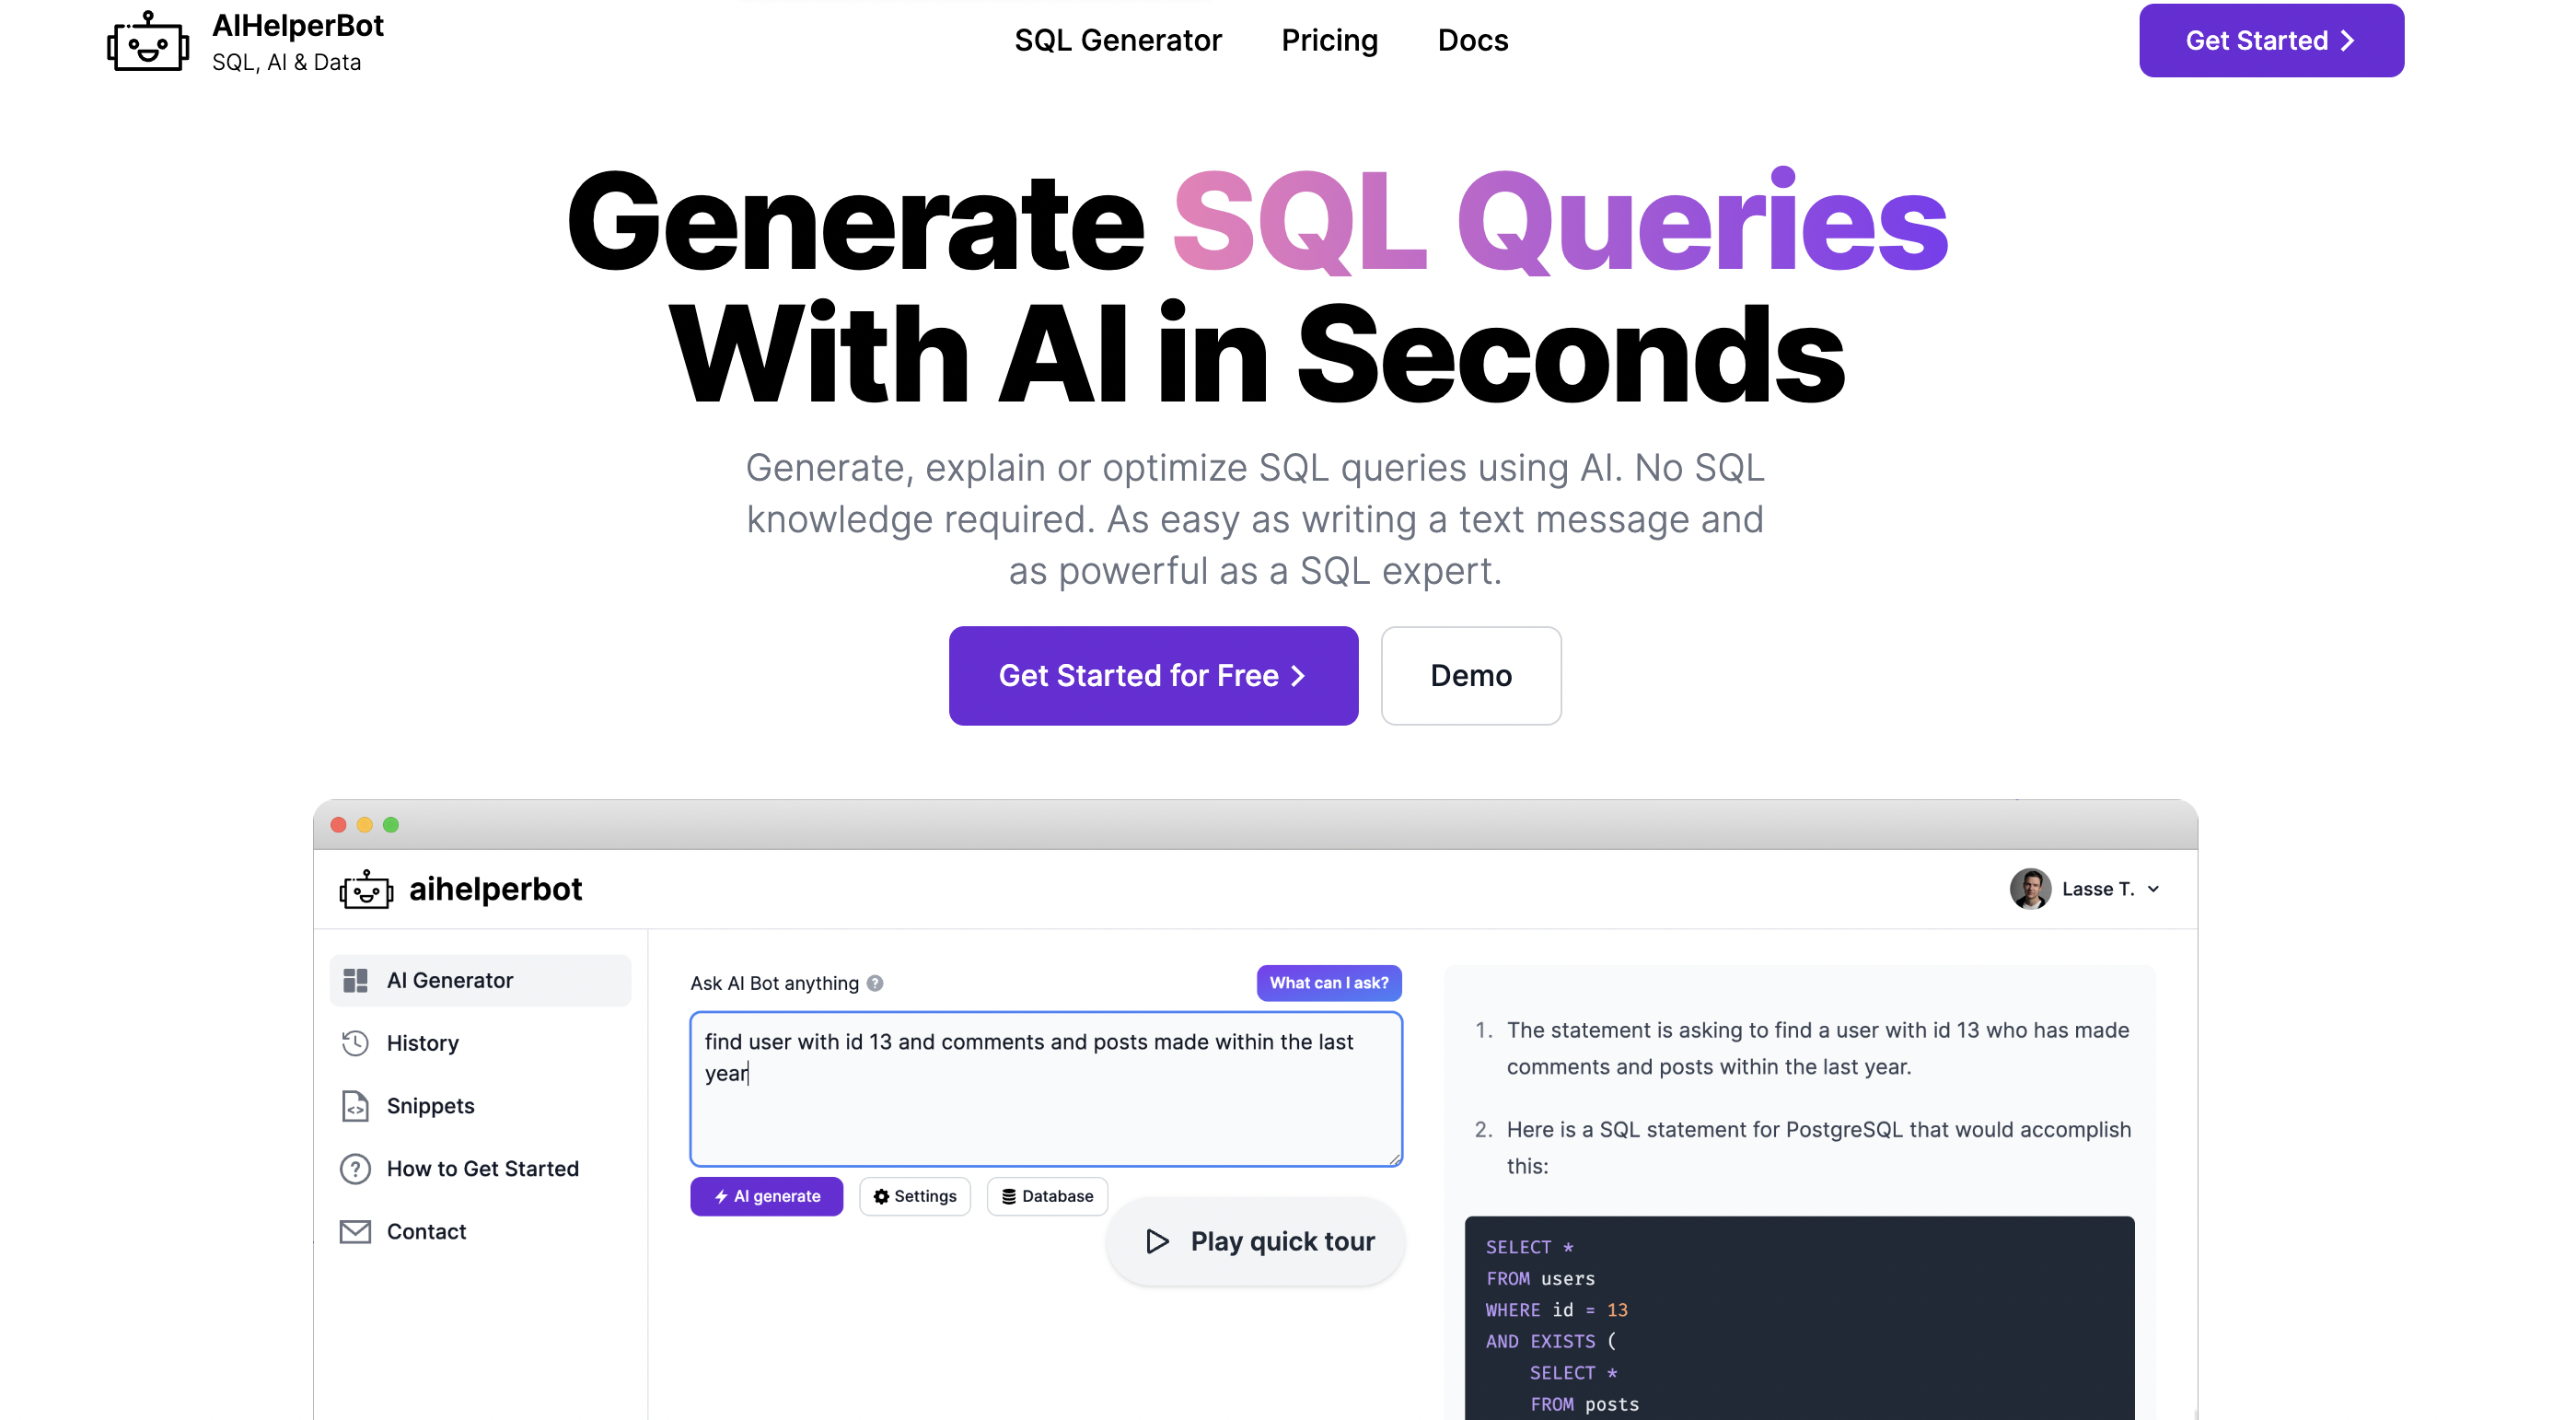 AIHelperBot
SQL, AI & Data
SQL Generator
Pricing
Docs
Get Started
Generate SQL Queries
With AI in Seconds
Generate, explain or optimize SQL queries using AI. No SQL
knowledge required. As easy as writing a text message and
as powerful as a SQL expert.
Get Started for Free
Demo
aihelperbot
Lasse T.
AI Generator
History
Snippets
How to Get Started
Contact
Ask AI Bot anything
What can I ask?
find user with id 13 and comments and posts made within the last
year
AI generate
Settings
Database
Play quick tour
1. The statement is asking to find a user with id 13 who has made
comments and posts within the last year.
2. Here is a SQL statement for PostgreSQL that would accomplish
this:
SELECT *
FROM users
WHERE id = 13
AND EXISTS (
SELECT *
FROM posts